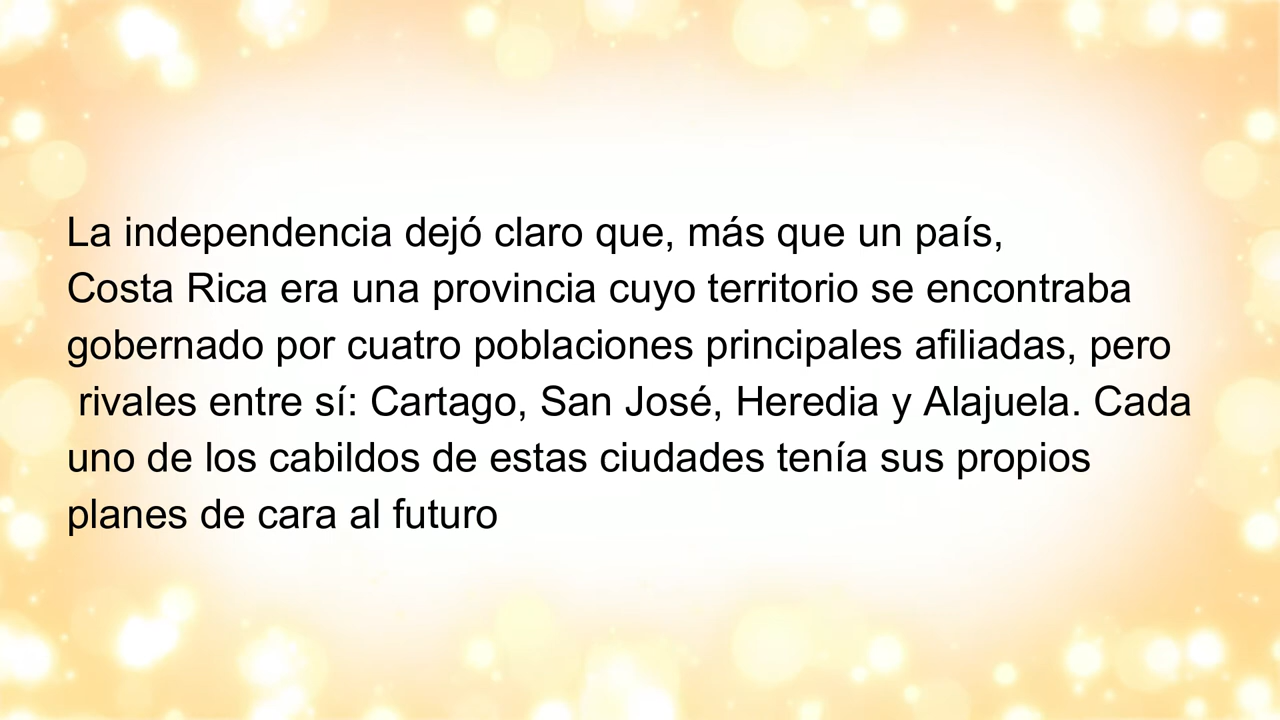 La independencia dejó claro que, más que un país,
Costa Rica era una provincia cuyo territorio se encontraba
gobernado por cuatro poblaciones principales afiliadas, pero
rivales entre sí: Cartago, San José, Heredia y Alajuela. Cada
uno de los cabildos de estas ciudades tenía sus propios
planes de cara al futuro